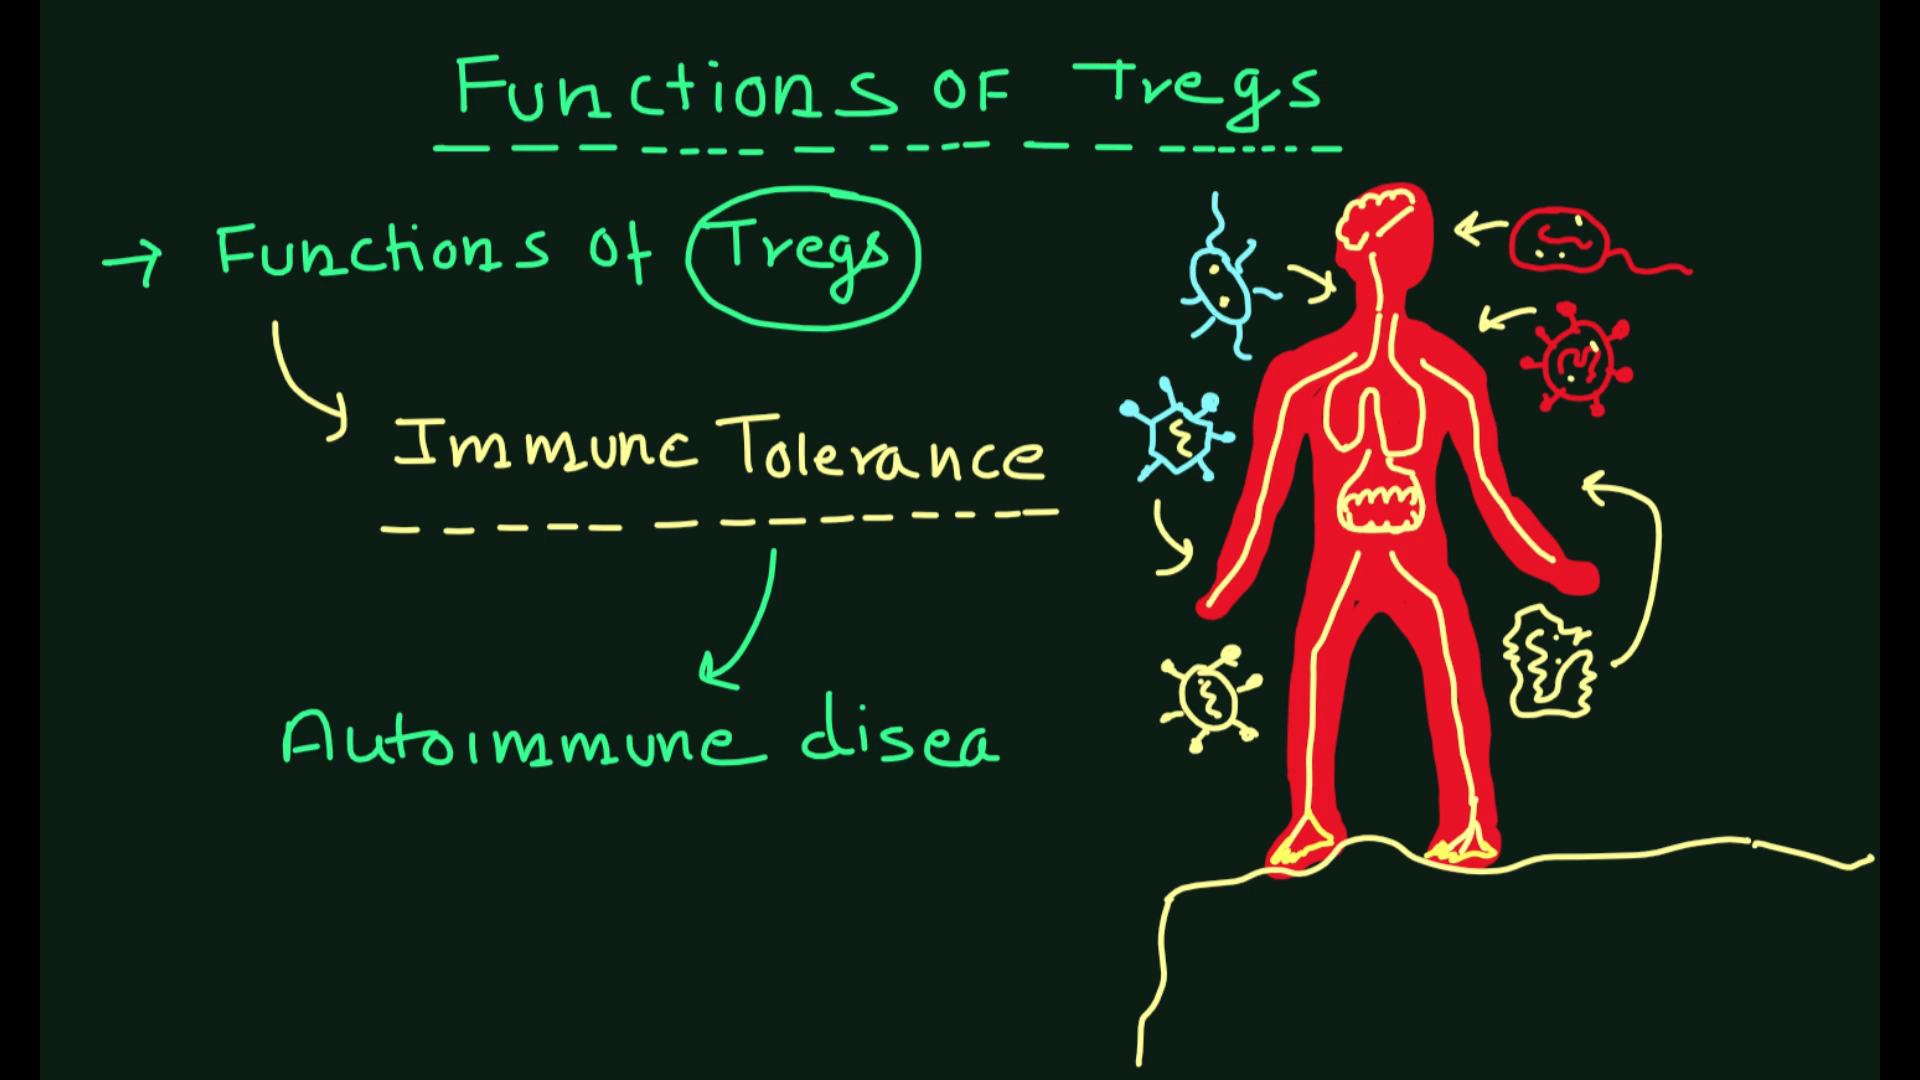 Functions of Tregs
→ Functions of Tregs
Immune Tolerance
Autoimmune disea